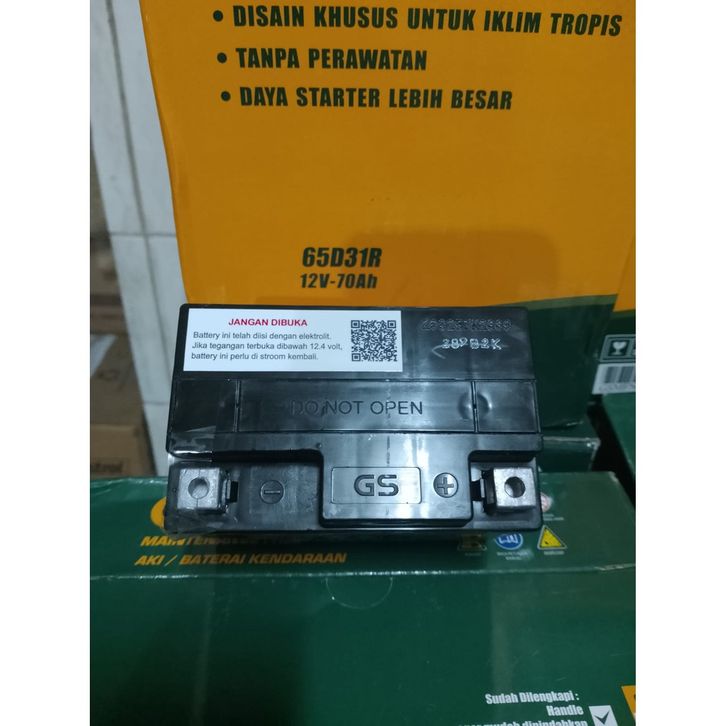 • DISAIN KHUSUS UNTUK IKLIM TROPIS
• TANPA PERAWATAN
• DAYA STARTER LEBIH BESAR
65D31R
12V-70Ah
JANGAN DIBUKA
Battery ini telah diisi dengan elektrolit.
Jika tegangan terbuka dibawah 12.4 volt,
battery ini perlu di stroom kembali.
DO NOT OPEN
GS
AKI / BATERAI KENDARAAN
Sudah Dilengkapi :
Handle